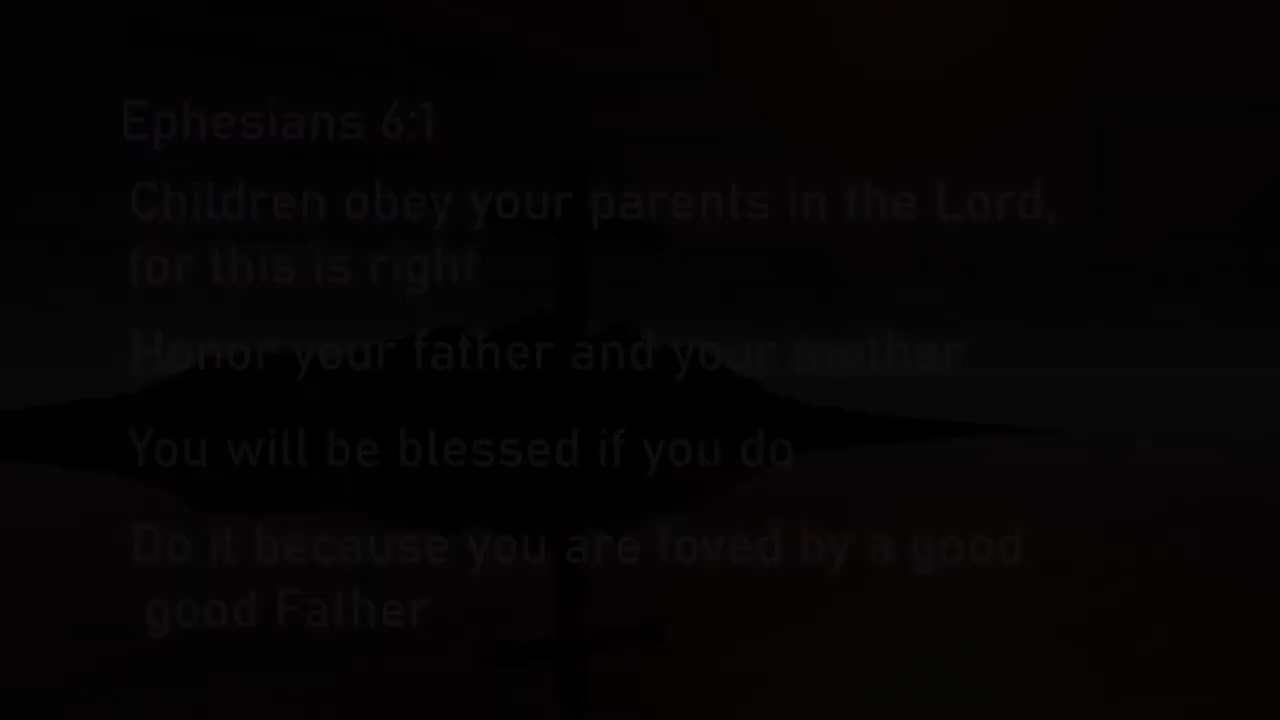 Ephesians 6:1
Children obey your parents in the Lord,
for this is right
Honor your father and your mother
You will be blessed if you do
Do it because you are loved by a good
good Father